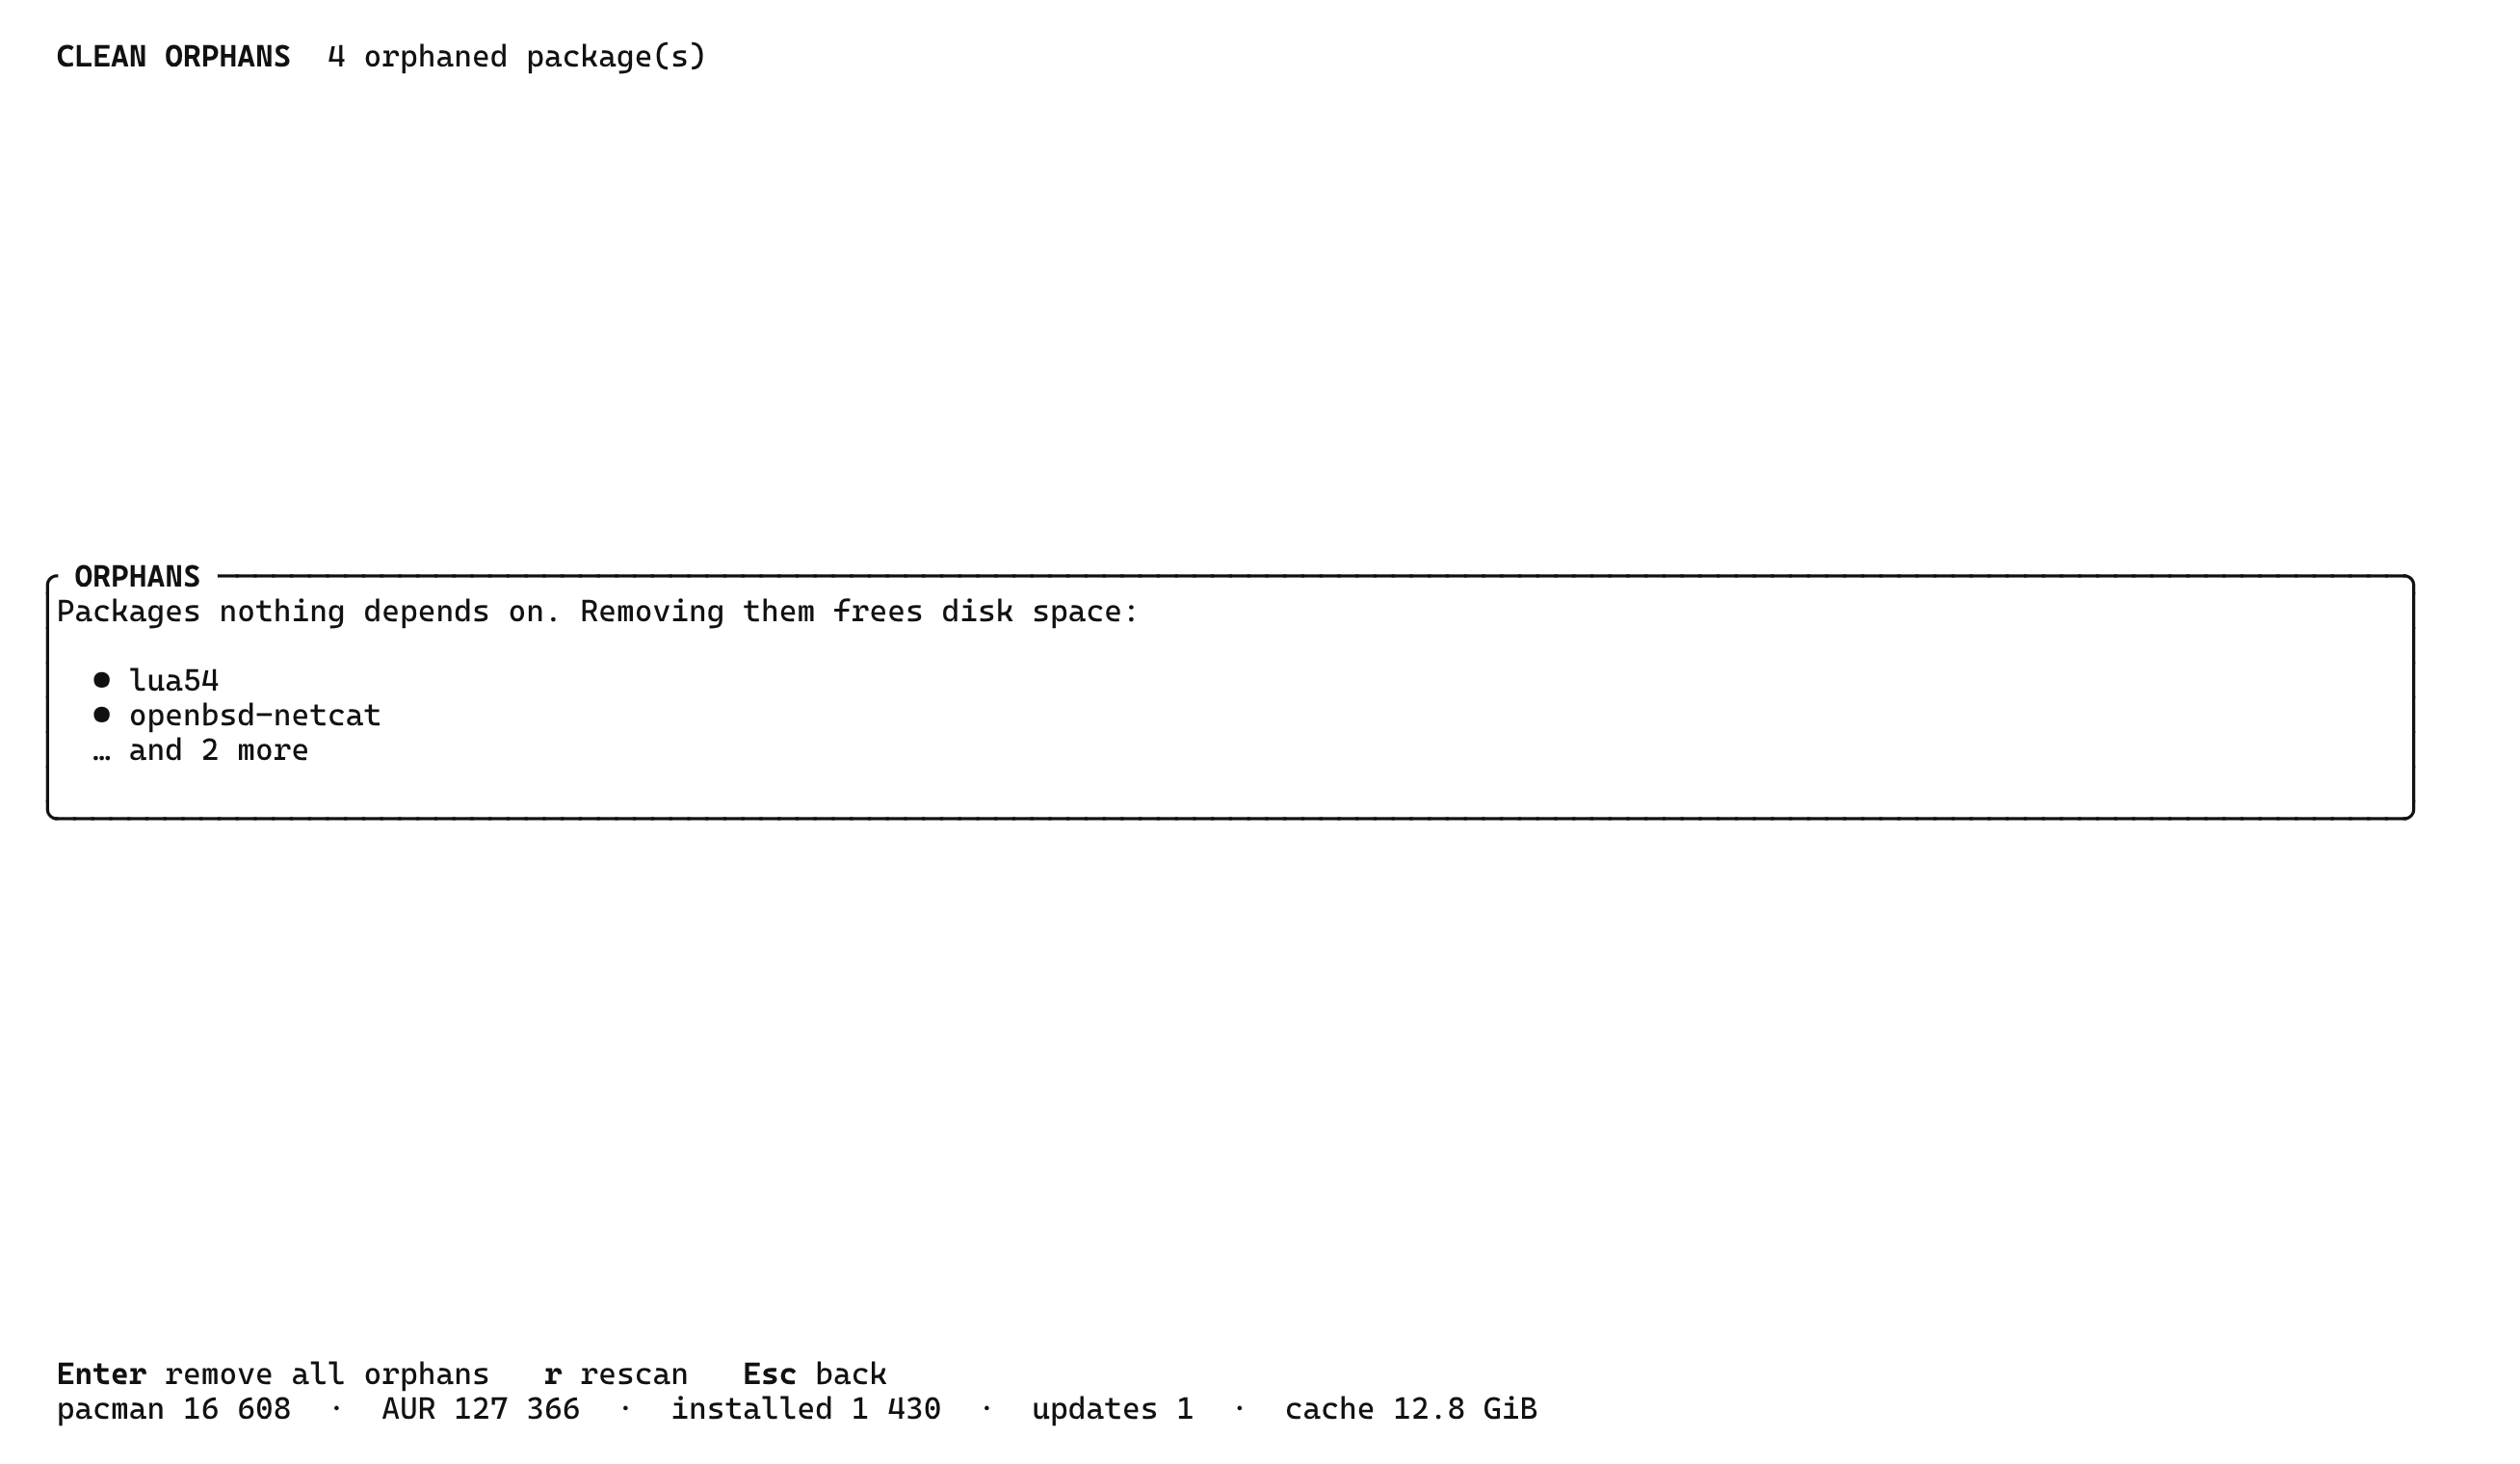 CLEAN ORPHANS  4 orphaned package(s)
ORPHANS
Packages nothing depends on. Removing them frees disk space:
● lua54
● openbsd-netcat
… and 2 more
Enter remove all orphans   r rescan   Esc back
pacman 16 608  ·  AUR 127 366  ·  installed 1 430  ·  updates 1  ·  cache 12.8 GiB